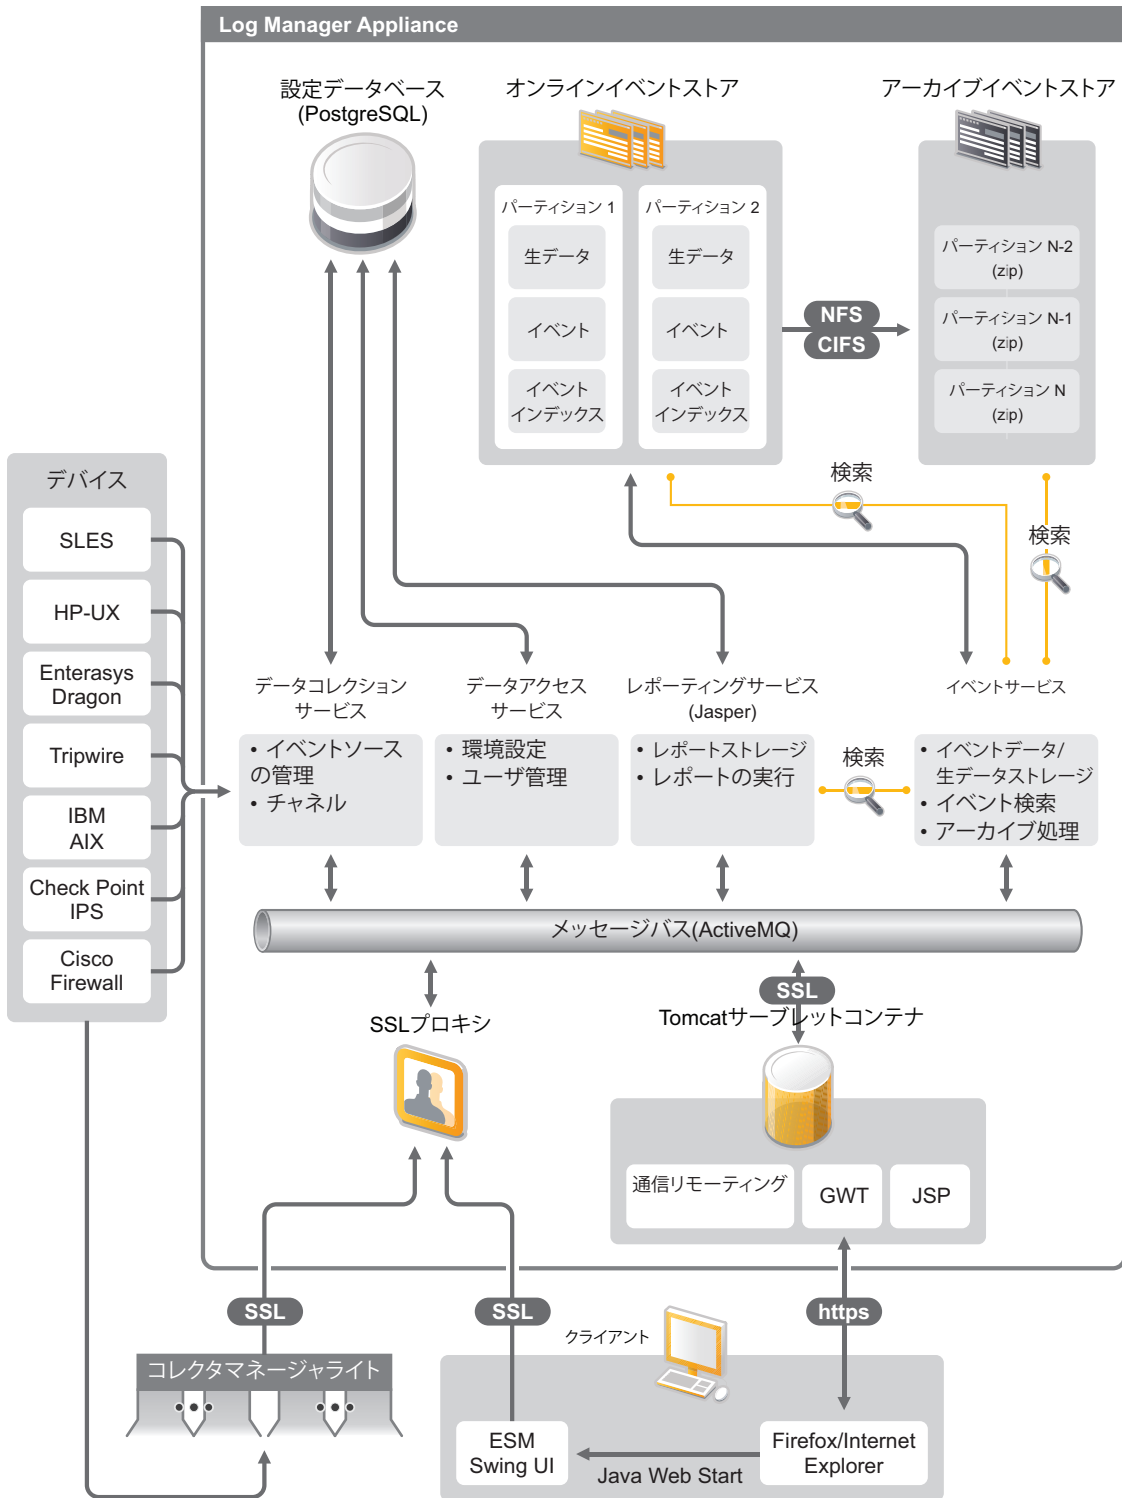 Log Manager Appliance
設定データベース
(PostgreSQL)
オンラインイベントストア
アーカイブイベントストア
パーティション 1
パーティション 2
生データ
生データ
イベント
イベント
イベント
インデックス
イベント
インデックス
NFS
CIFS
パーティション N-2
(zip)
パーティション N-1
(zip)
パーティション N
(zip)
検索
検索
デバイス
SLES
HP-UX
Enterasys
Dragon
Tripwire
IBM
AIX
Check Point
IPS
Cisco
Firewall
データコレクション
サービス
• イベントソース
の管理
• チャネル
データアクセス
サービス
• 環境設定
• ユーザ管理
レポーティングサービス
(Jasper)
• レポートストレージ
• レポートの実行
検索
イベントサービス
• イベントデータ/
生データストレージ
• イベント検索
• アーカイブ処理
メッセージバス(ActiveMQ)
SSL
SSLプロキシ
Tomcatサーブレットコンテナ
通信リモーティング
GWT
JSP
SSL
SSL
https
クライアント
コレクタマネージャライト
ESM
Swing UI
Java Web Start
Firefox/Internet
Explorer